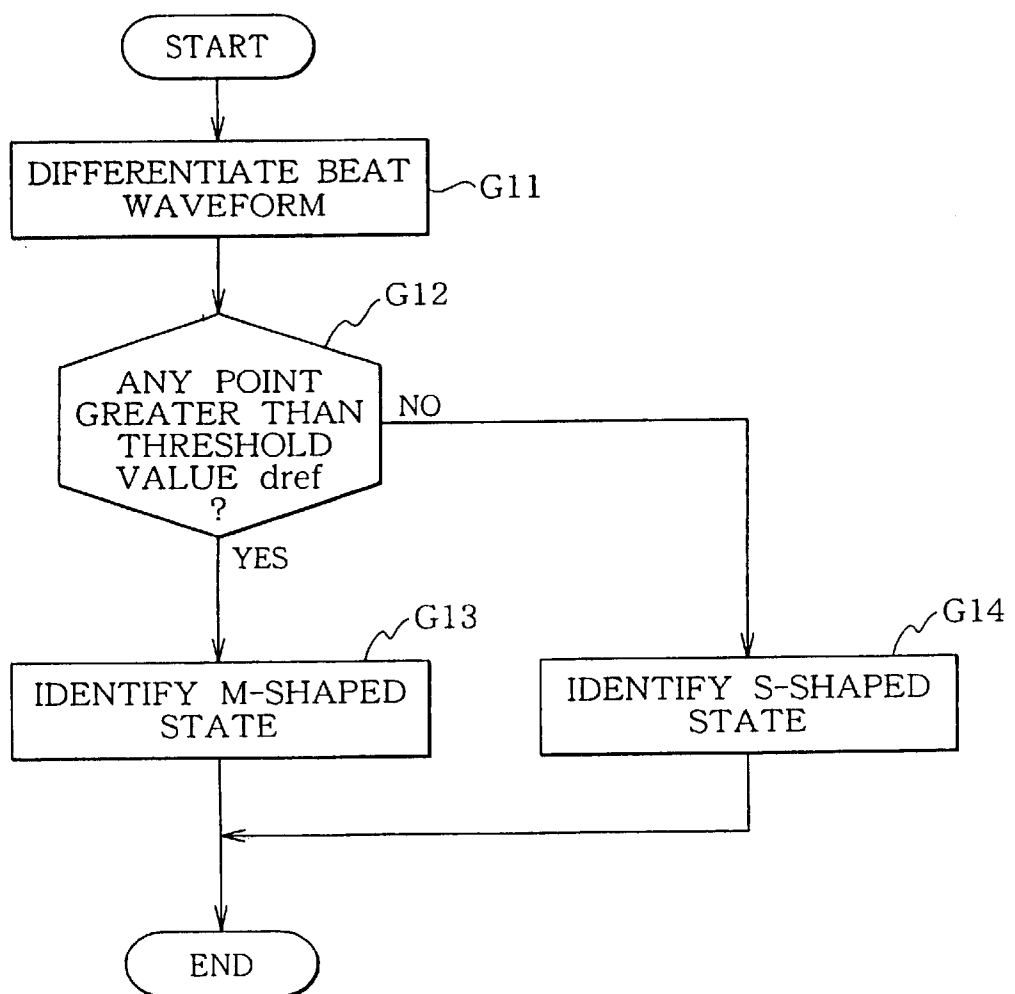 START
DIFFERENTIATE BEAT
WAVEFORM
G11
G12
ANY POINT
GREATER THAN
THRESHOLD
VALUE dref
?
NO
YES
G13
IDENTIFY M-SHAPED
STATE
G14
IDENTIFY S-SHAPED
STATE
END